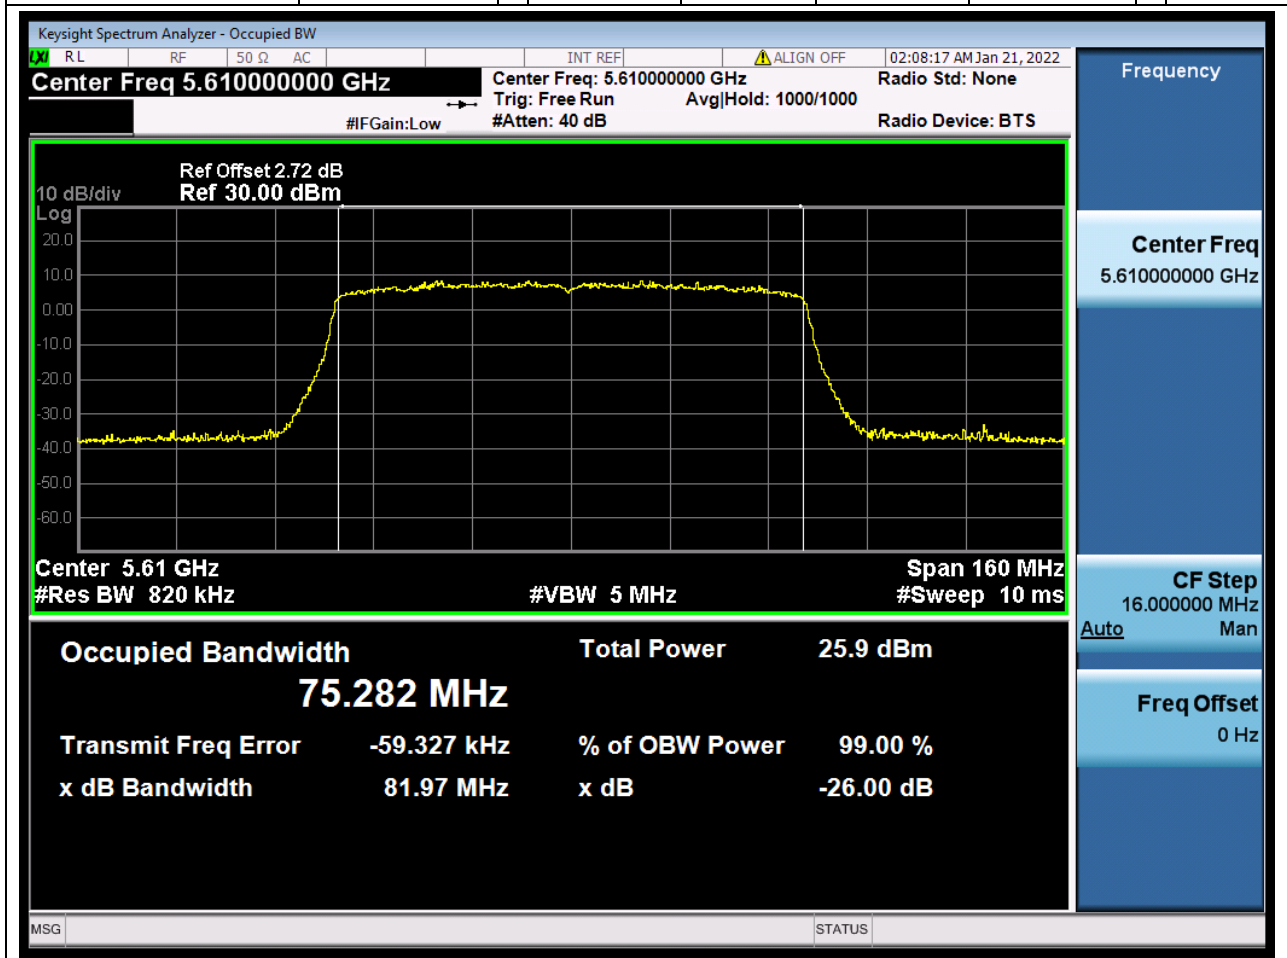 Keysight Spectrum Analyzer - Occupied BW
LXI RL RF 50 Ω AC INT REF ALIGN OFF 02:08:17 AM Jan 21, 2022
Center Freq 5.610000000 GHz
Center Freq: 5.610000000 GHz
Radio Std: None
Trig: Free Run Avg|Hold: 1000/1000
#IFGain:Low #Atten: 40 dB Radio Device: BTS
Ref Offset 2.72 dB
10 dB/div Ref 30.00 dBm
Log
20.0
10.0
0.00
-10.0
-20.0
-30.0
-40.0
-50.0
-60.0
Center 5.61 GHz Span 160 MHz
#Res BW 820 kHz #VBW 5 MHz #Sweep 10 ms
Occupied Bandwidth Total Power 25.9 dBm
75.282 MHz
Transmit Freq Error -59.327 kHz % of OBW Power 99.00 %
x dB Bandwidth 81.97 MHz x dB -26.00 dB
Frequency
Center Freq
5.610000000 GHz
CF Step
16.000000 MHz
Auto Man
Freq Offset
0 Hz
MSG STATUS